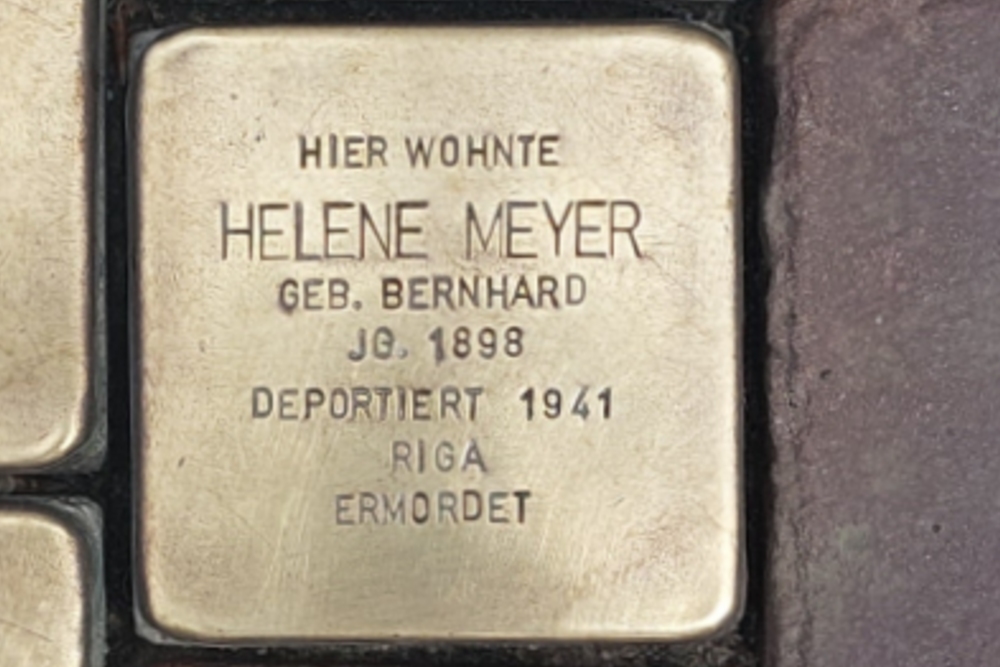 HIER WOHNTE
HELENE MEYER
GEB. BERNHARD
JG. 1898
DEPORTIERT 1941
RIGA
ERMORDET